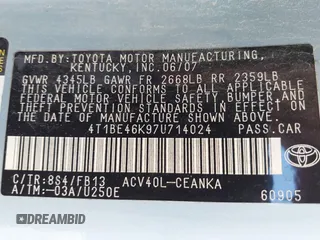 MFD.BY:TOYOTA MOTOR MANUFACTURING,
KENTUCKY,INC.06/07
GVWR 4345LB GAWR FR 2668LB RR 2359LB
THIS VEHICLE CONFORMS TO ALL APPLICABLE
FEDERAL MOTOR VEHICLE SAFETY, BUMPER, AND
THEFT PREVENTION STANDARDS IN EFFECT ON
THE DATE OF MANUFACTURE SHOWN ABOVE.
4T1BE46K97U714024 PASS.CAR
C/TR:8S4/FB13 ACV40L-CEANKA
A/TM:-03A/U250E
TOYOTA
60905
DREAMBID